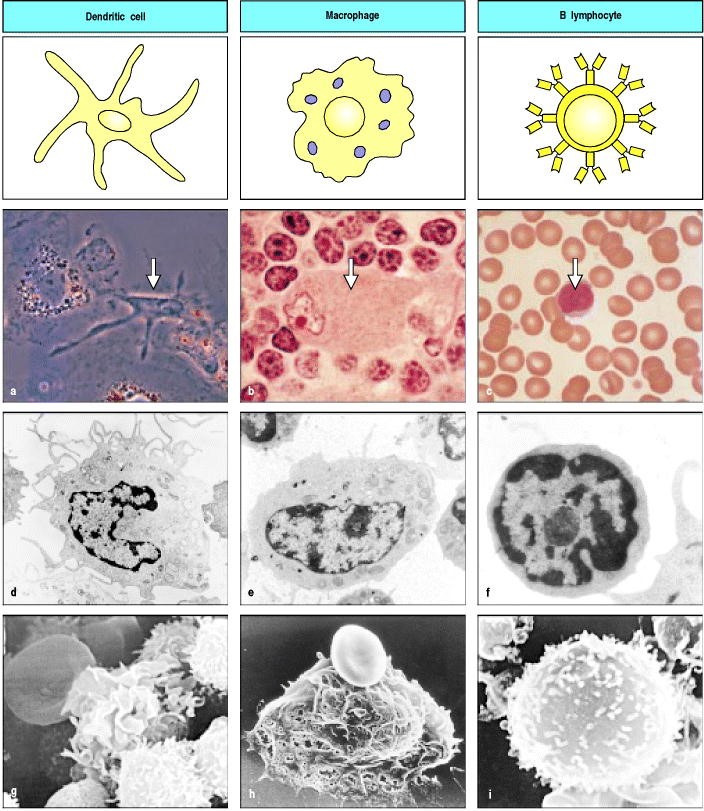 Dendritic cell
Macrophage
B lymphocyte
a
b
c
d
e
f
g
h
i